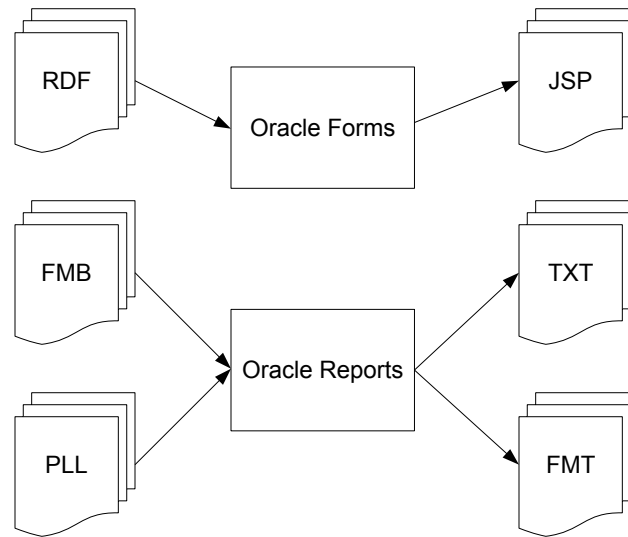 RDF
Oracle Forms
JSP
FMB
TXT
Oracle Reports
PLL
FMT